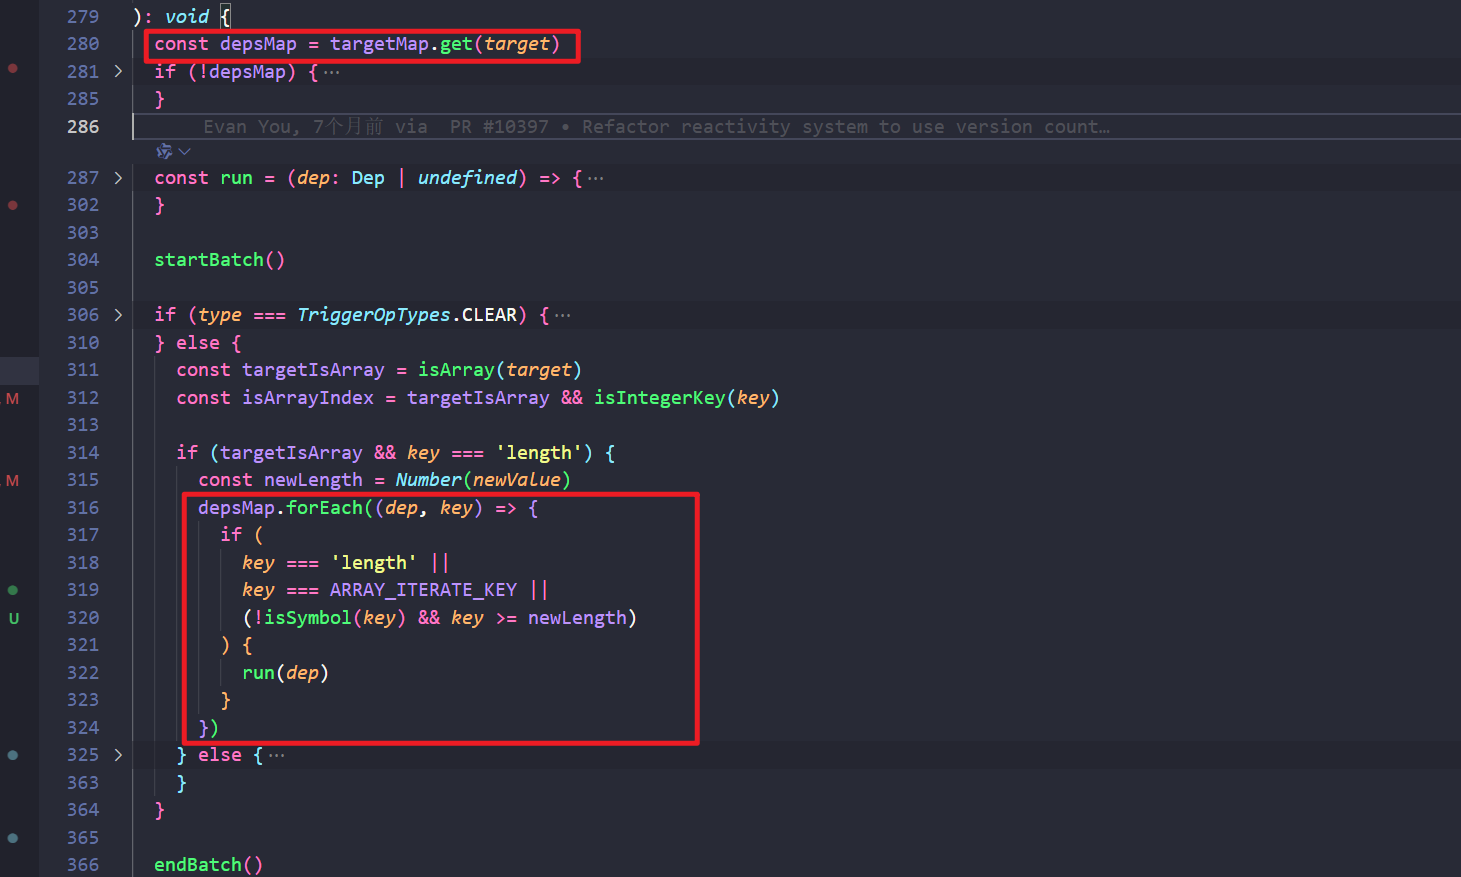 279 ): void {
280 const depsMap = targetMap.get(target)
281 if (!depsMap) {···
285 }
286 Evan You, 7个月前 via PR #10397 • Refactor reactivity system to use version count…
287 const run = (dep: Dep | undefined) => {···
302 }
303
304 startBatch()
305
306 if (type === TriggerOpTypes.CLEAR) {···
310 } else {
311 const targetIsArray = isArray(target)
312 const isArrayIndex = targetIsArray && isIntegerKey(key)
M
313
314 if (targetIsArray && key === 'length') {
315 const newLength = Number(newValue)
M
316 depsMap.forEach((dep, key) => {
317 if (
318 key === 'length' ||
319 key === ARRAY_ITERATE_KEY ||
320 (!isSymbol(key) && key >= newLength)
U
321 ) {
322 run(dep)
323 }
324 })
325 } else {···
363 }
364 }
365
366 endBatch()